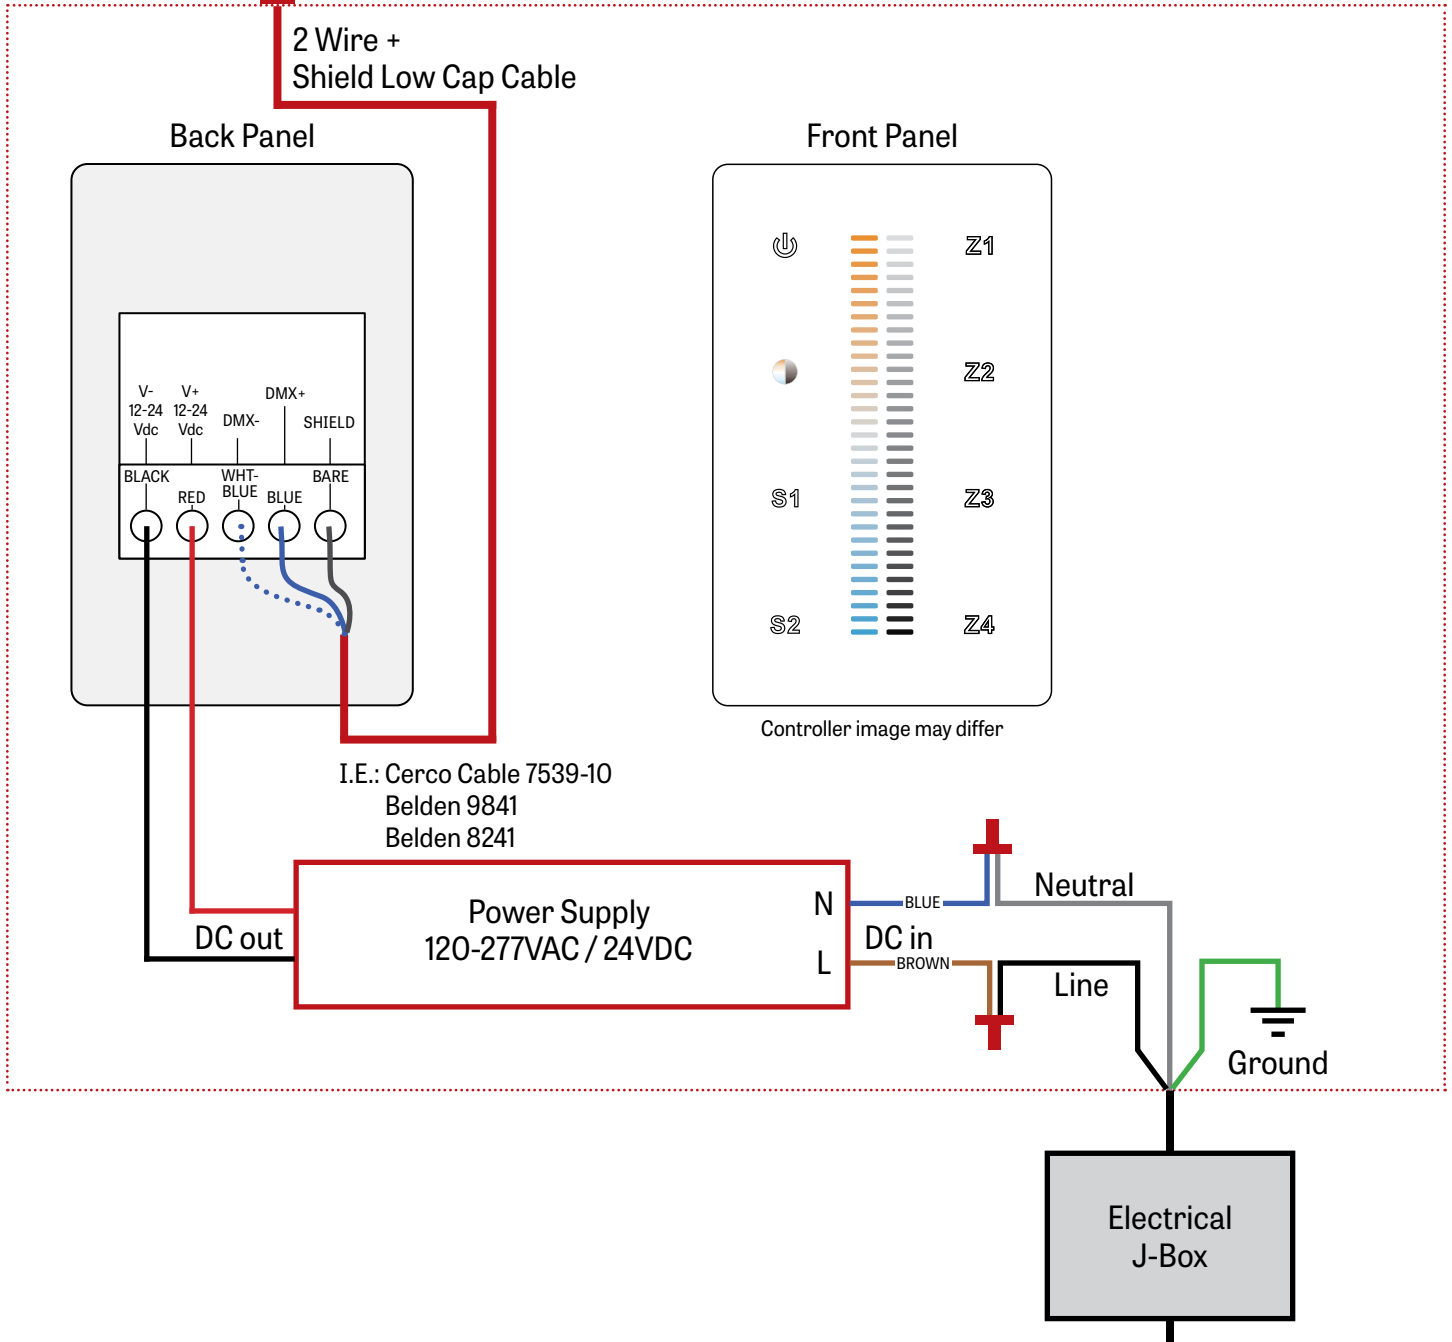 2 Wire +
Shield Low Cap Cable
Back Panel
Front Panel
V-
12-24
Vdc
V+
12-24
Vdc
DMX-
DMX+
SHIELD
BLACK
RED
WHT-
BLUE
BLUE
BARE
Z1
Z2
S1
Z3
S2
Z4
Controller image may differ
I.E.: Cerco Cable 7539-10
Belden 9841
Belden 8241
Power Supply
120-277VAC / 24VDC
DC out
N
L
BLUE
DC in
BROWN
Neutral
Line
Ground
Electrical
J-Box